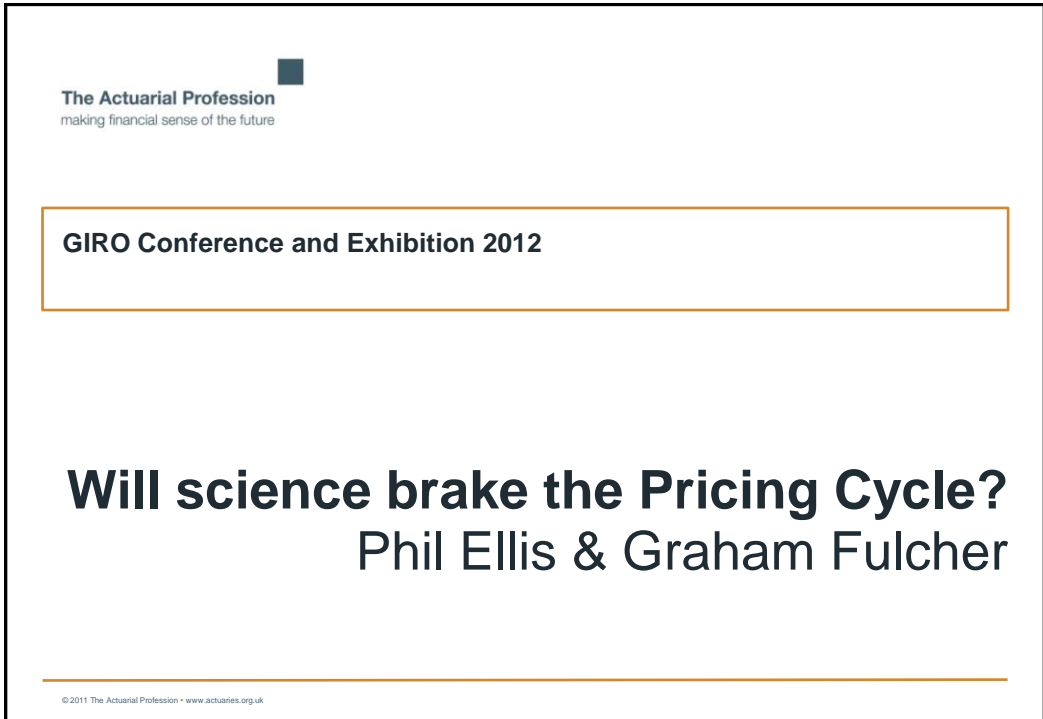 The Actuarial Profession
making financial sense of the future
GIRO Conference and Exhibition 2012
Will science brake the Pricing Cycle?
Phil Ellis & Graham Fulcher
© 2011 The Actuarial Profession • www.actuaries.org.uk